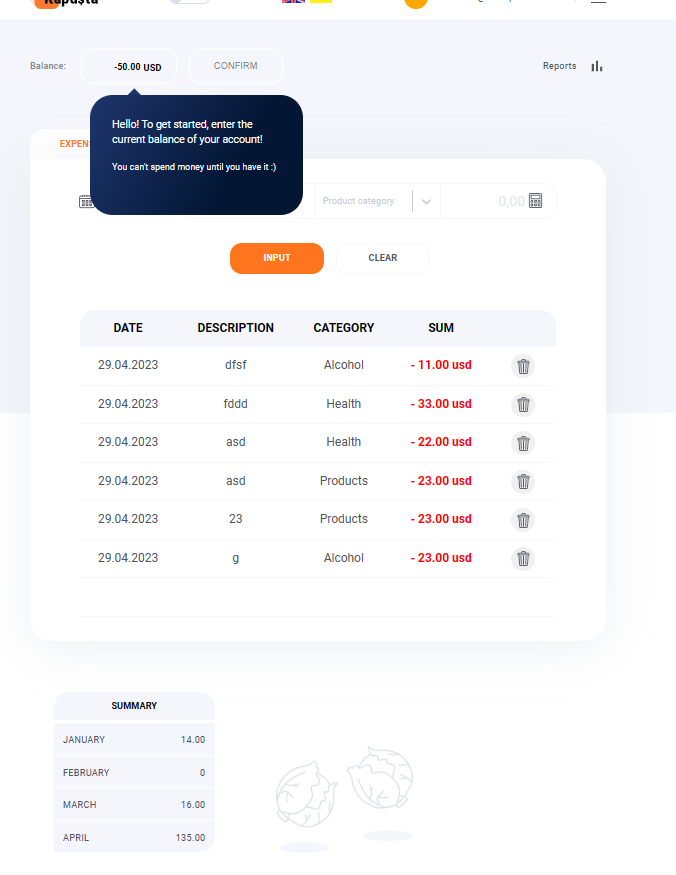 Kapu$ta
Balance:
-50.00 USD
CONFIRM
Reports
Hello! To get started, enter the
current balance of your account!
You can't spend money until you have it :)
EXPEN
Product category
0,00
INPUT
CLEAR
DATE DESCRIPTION CATEGORY SUM
29.04.2023 dfsf Alcohol - 11.00 usd
29.04.2023 fddd Health - 33.00 usd
29.04.2023 asd Health - 22.00 usd
29.04.2023 asd Products - 23.00 usd
29.04.2023 23 Products - 23.00 usd
29.04.2023 g Alcohol - 23.00 usd
SUMMARY
JANUARY 14.00
FEBRUARY 0
MARCH 16.00
APRIL 135.00